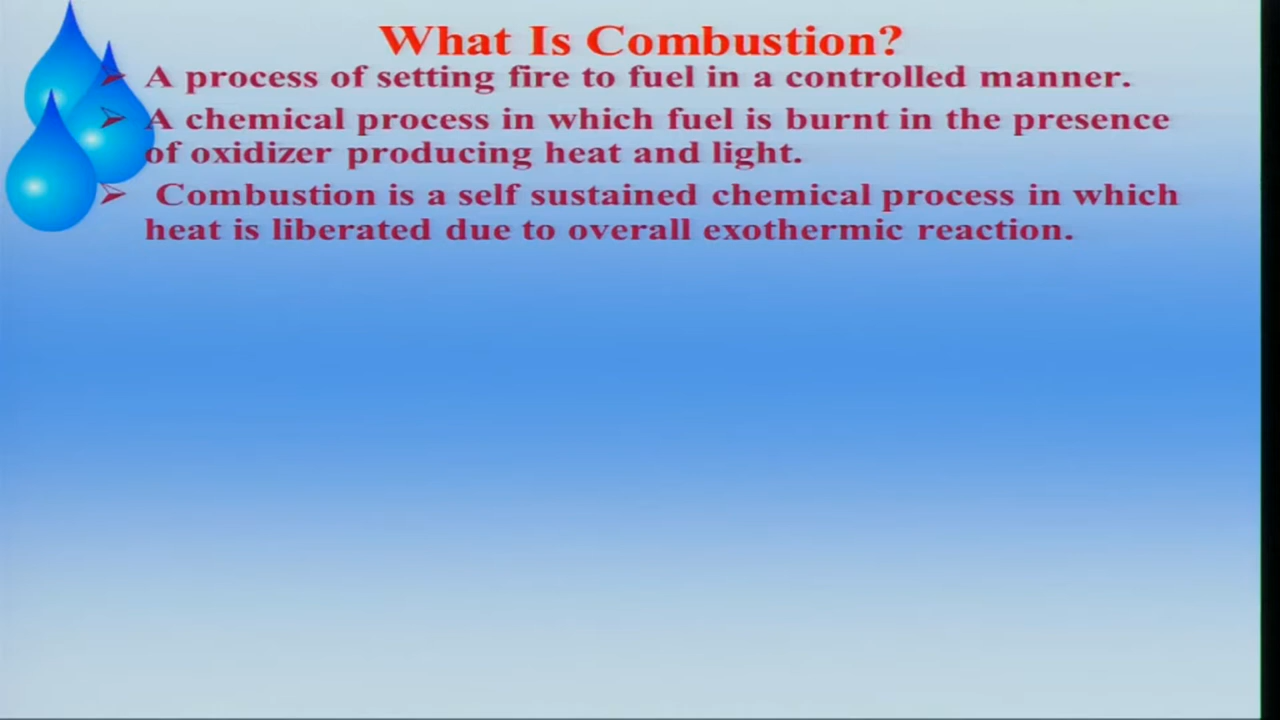 What Is Combustion?
A process of setting fire to fuel in a controlled manner.
A chemical process in which fuel is burnt in the presence
of oxidizer producing heat and light.
Combustion is a self sustained chemical process in which
heat is liberated due to overall exothermic reaction.